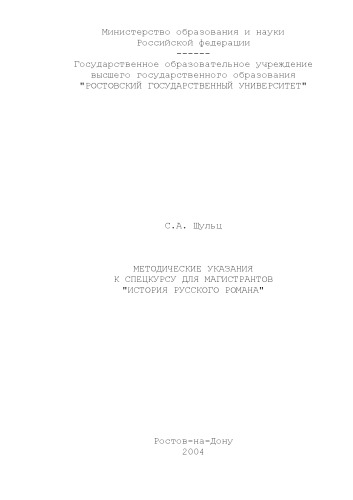 Министерство образования и науки
Российской федерации
------
Государственное образовательное учреждение
высшего государственного образования
"РОСТОВСКИЙ ГОСУДАРСТВЕННЫЙ УНИВЕРСИТЕТ"
С.А. Шульц
МЕТОДИЧЕСКИЕ УКАЗАНИЯ
К СПЕЦКУРСУ ДЛЯ МАГИСТРАНТОВ
"ИСТОРИЯ РУССКОГО РОМАНА"
Ростов-на-Дону
2004